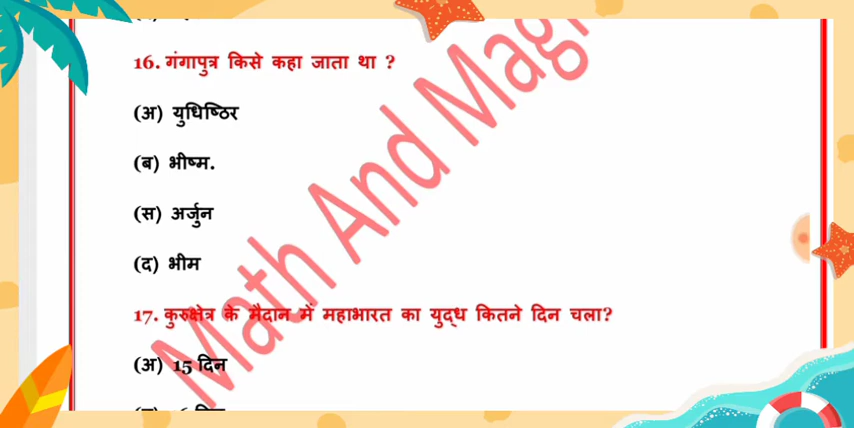 16. गंगापुत्र किसे कहा जाता था ?
(अ) युधिष्ठिर
(ब) भीष्म.
(स) अर्जुन
(द) भीम
17. कुरुक्षेत्र के मैदान में महाभारत का युद्ध कितने दिन चला?
(अ) 15 दिन
Math And Magi